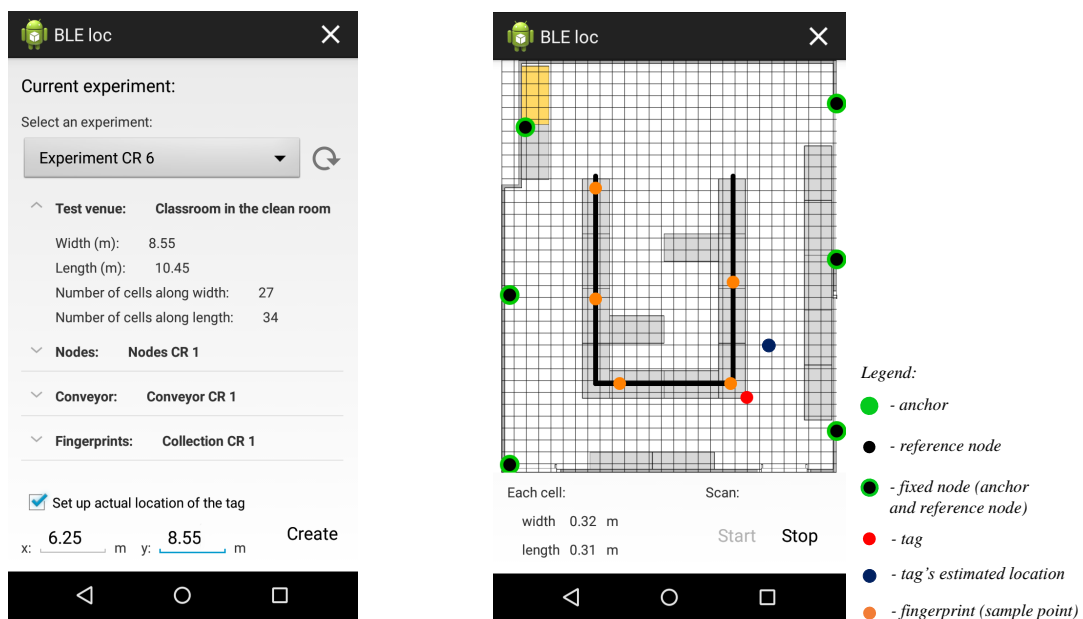 BLE loc
Current experiment:
Select an experiment:
Experiment CR 6
Test venue: Classroom in the clean room
Width (m): 8.55
Length (m): 10.45
Number of cells along width: 27
Number of cells along length: 34
Nodes: Nodes CR 1
Conveyor: Conveyor CR 1
Fingerprints: Collection CR 1
Set up actual location of the tag
x: 6.25 m y: 8.55 m Create
BLE loc
Each cell: Scan:
width 0.32 m
length 0.31 m
Start Stop
Legend:
- anchor
- reference node
- fixed node (anchor
and reference node)
- tag
- tag's estimated location
- fingerprint (sample point)